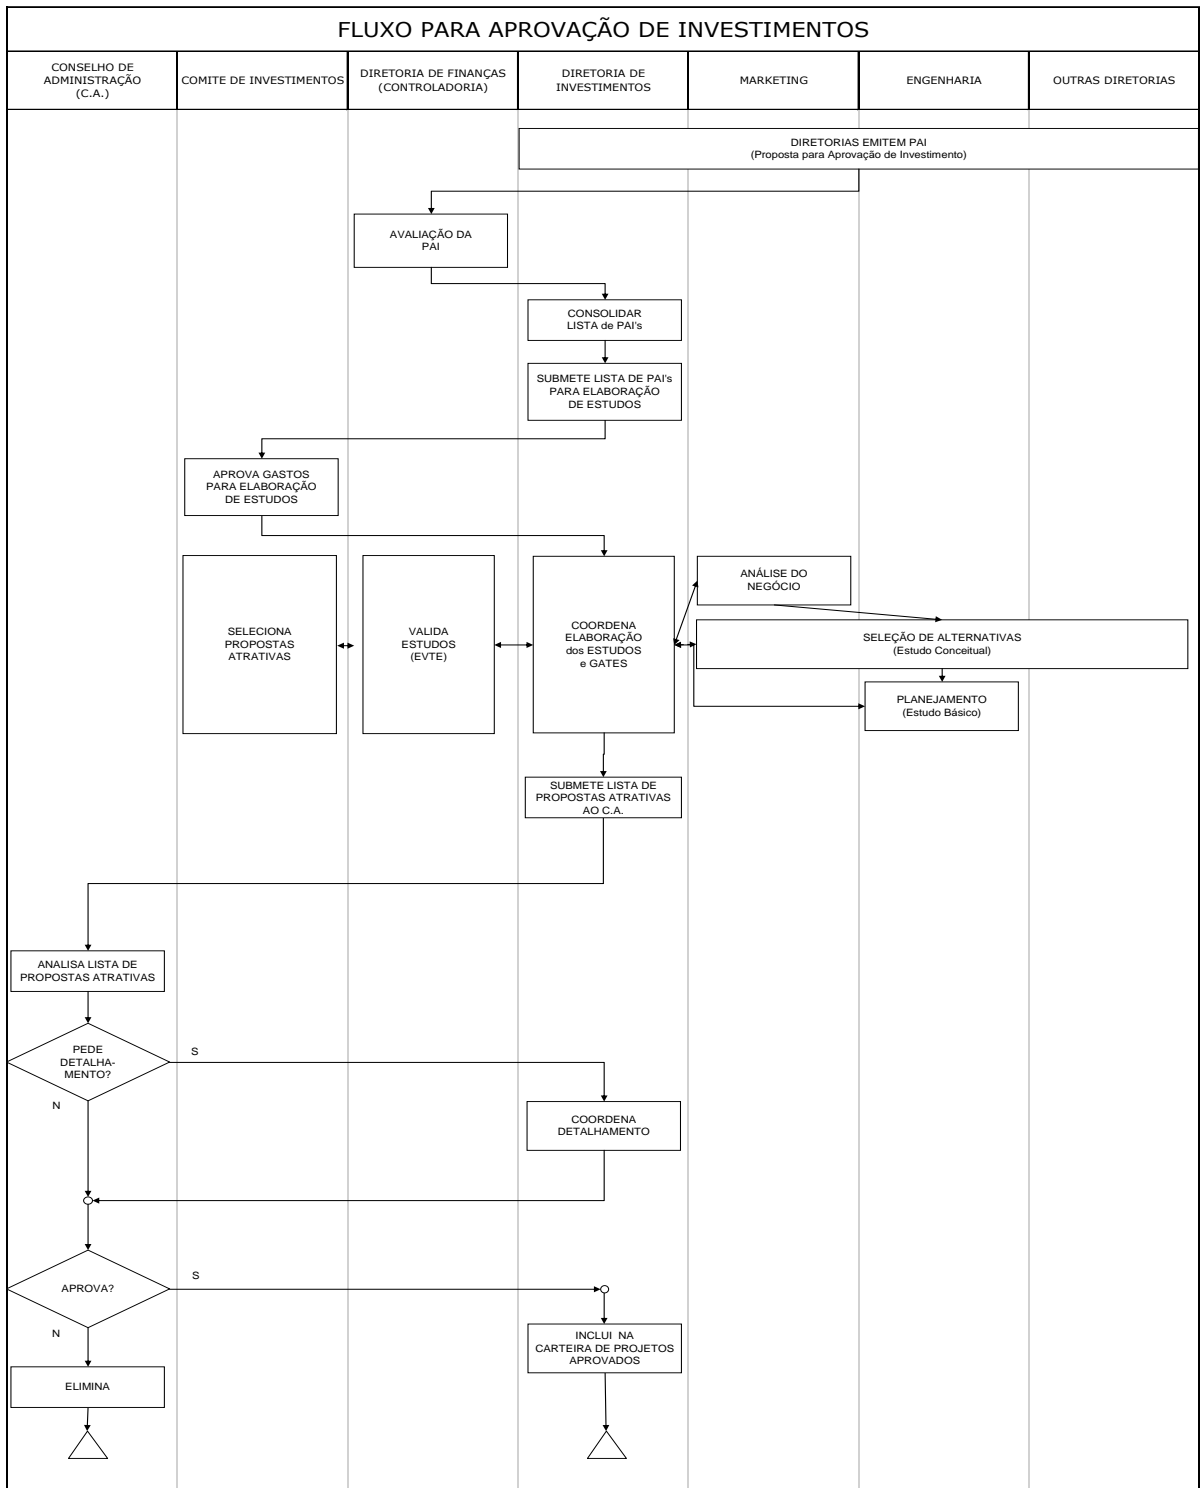 FLUXO PARA APROVAÇÃO DE INVESTIMENTOS
CONSELHO DE
ADMINISTRAÇÃO
(C.A.)
COMITE DE INVESTIMENTOS
DIRETORIA DE FINANÇAS
(CONTROLADORIA)
DIRETORIA DE
INVESTIMENTOS
MARKETING
ENGENHARIA
OUTRAS DIRETORIAS
DIRETORIAS EMITEM PAI
(Proposta para Aprovação de Investimento)
AVALIAÇÃO DA
PAI
CONSOLIDAR
LISTA de PAI's
SUBMETE LISTA DE PAI's
PARA ELABORAÇÃO
DE ESTUDOS
APROVA GASTOS
PARA ELABORAÇÃO
DE ESTUDOS
SELECIONA
PROPOSTAS
ATRATIVAS
VALIDA
ESTUDOS
(EVTE)
COORDENA
ELABORAÇÃO
dos ESTUDOS
e GATES
ANÁLISE DO
NEGÓCIO
SELEÇÃO DE ALTERNATIVAS
(Estudo Conceitual)
PLANEJAMENTO
(Estudo Básico)
SUBMETE LISTA DE
PROPOSTAS ATRATIVAS
AO C.A.
ANALISA LISTA DE
PROPOSTAS ATRATIVAS
PEDE
DETALHA-
MENTO?
S
N
COORDENA
DETALHAMENTO
APROVA?
S
N
INCLUI NA
CARTEIRA DE PROJETOS
APROVADOS
ELIMINA